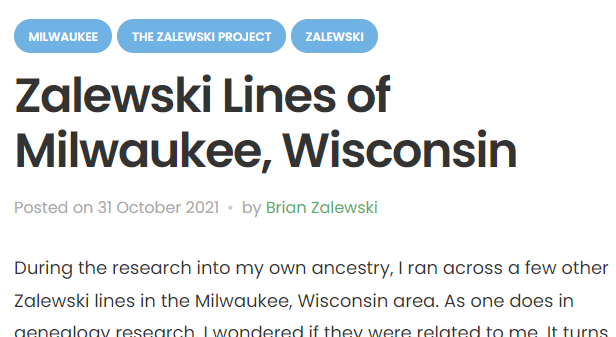 MILWAUKEE THE ZALEWSKI PROJECT ZALEWSKI
Zalewski Lines of
Milwaukee, Wisconsin
Posted on 31 October 2021 • by Brian Zalewski
During the research into my own ancestry, I ran across a few other
Zalewski lines in the Milwaukee, Wisconsin area. As one does in
genealogy research, I wondered if they were related to me. It turns